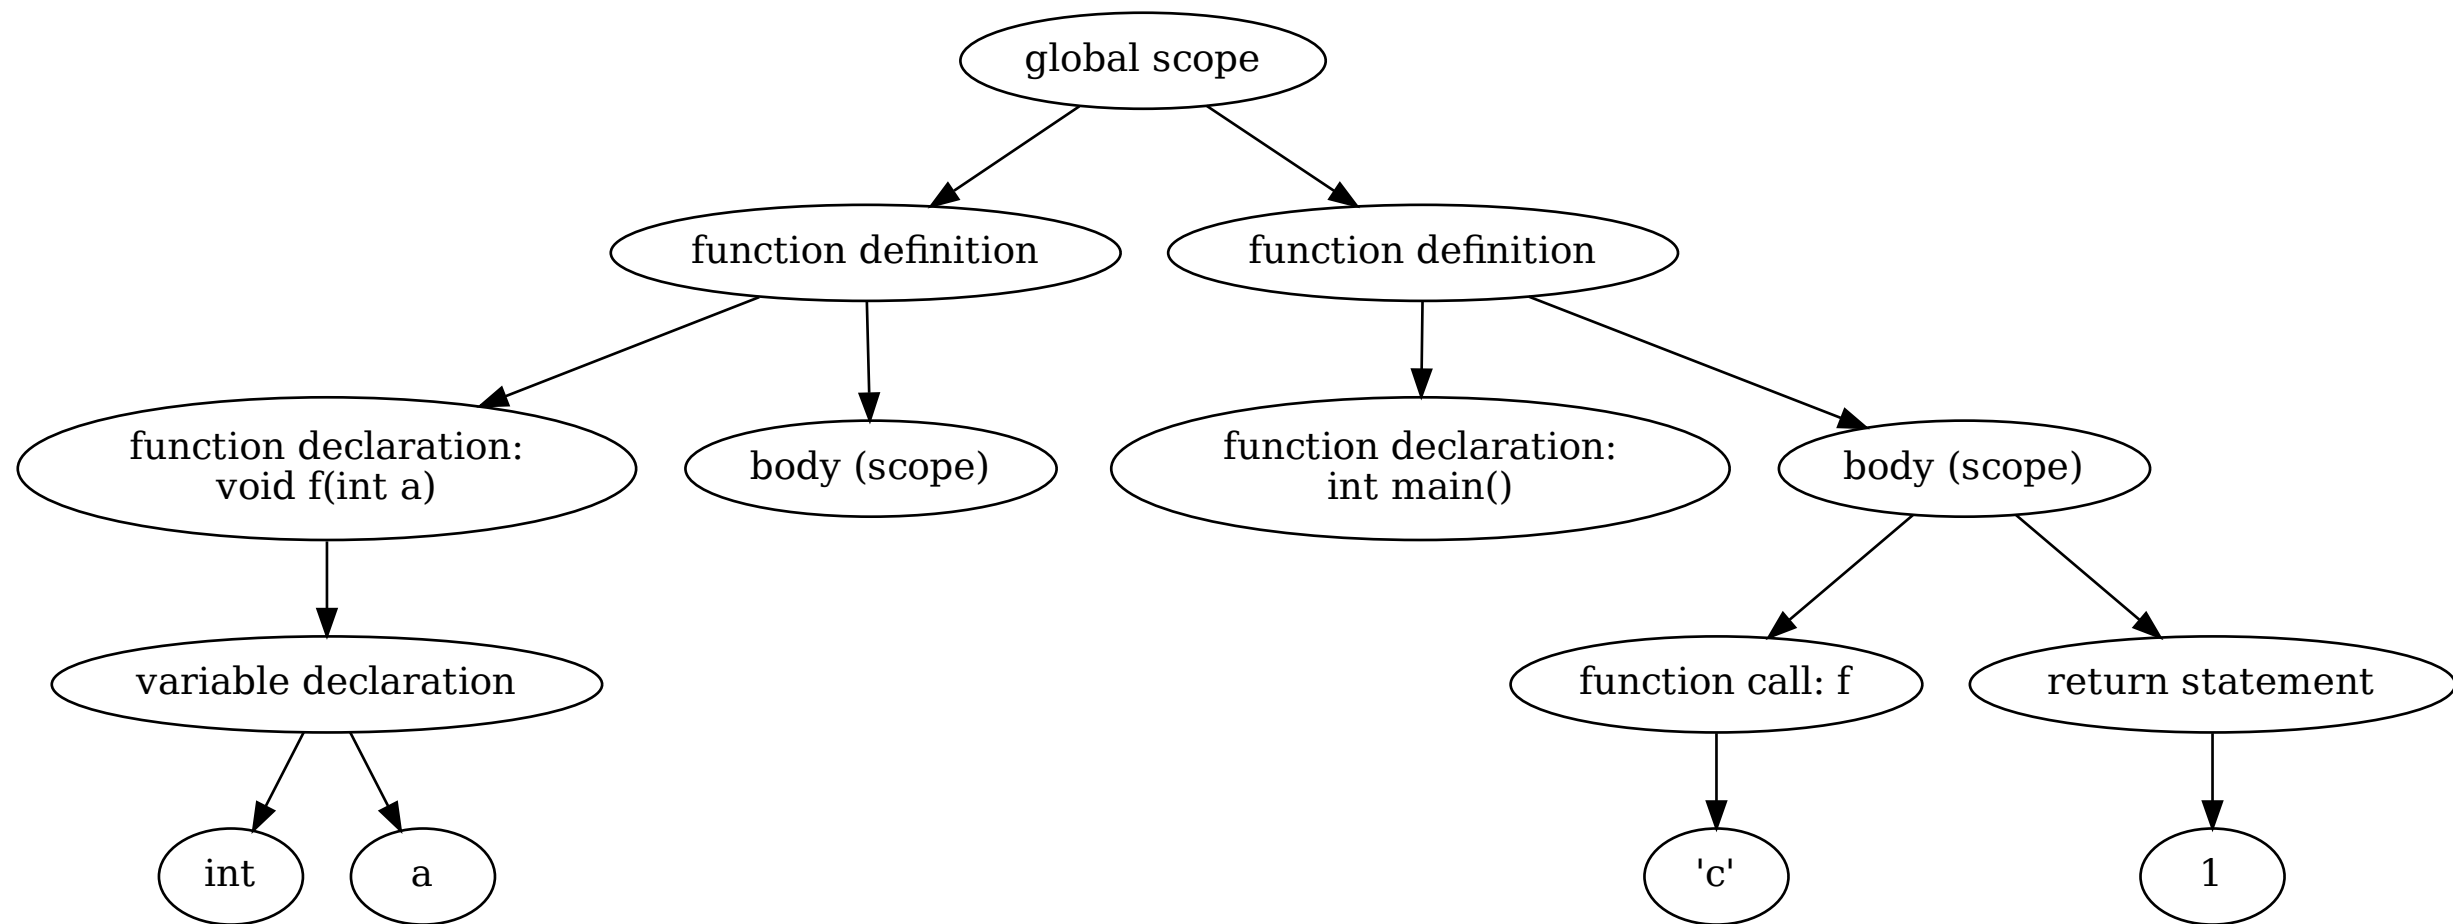 global scope
function definition
function definition
function declaration:
void f(int a)
body (scope)
function declaration:
int main()
body (scope)
variable declaration
function call: f
return statement
int
a
'c'
1